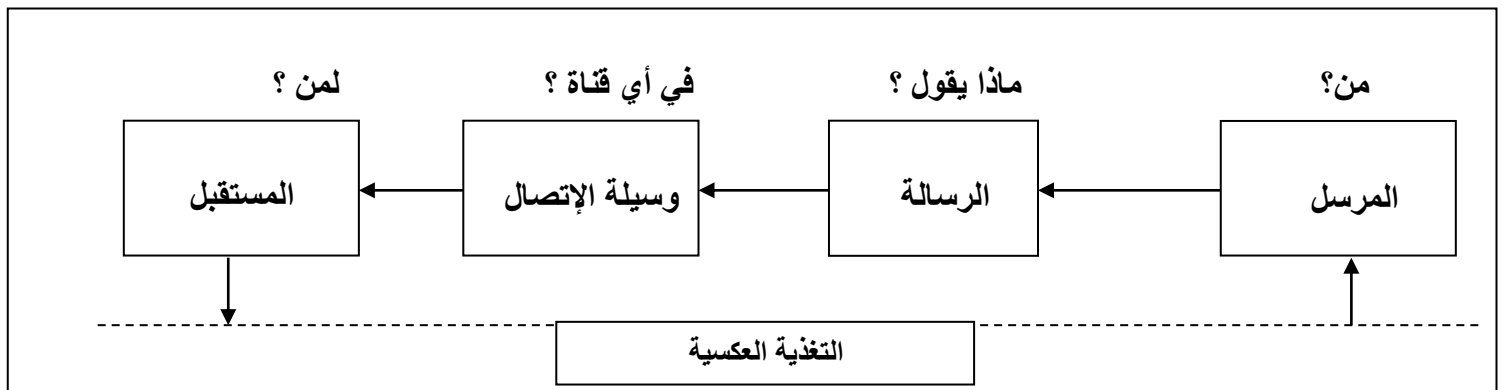 من؟
ماذا يقول ؟
في أي قناة ؟
لمن ؟
المرسل
الرسالة
وسيلة الإتصال
المستقبل
التغذية العكسية